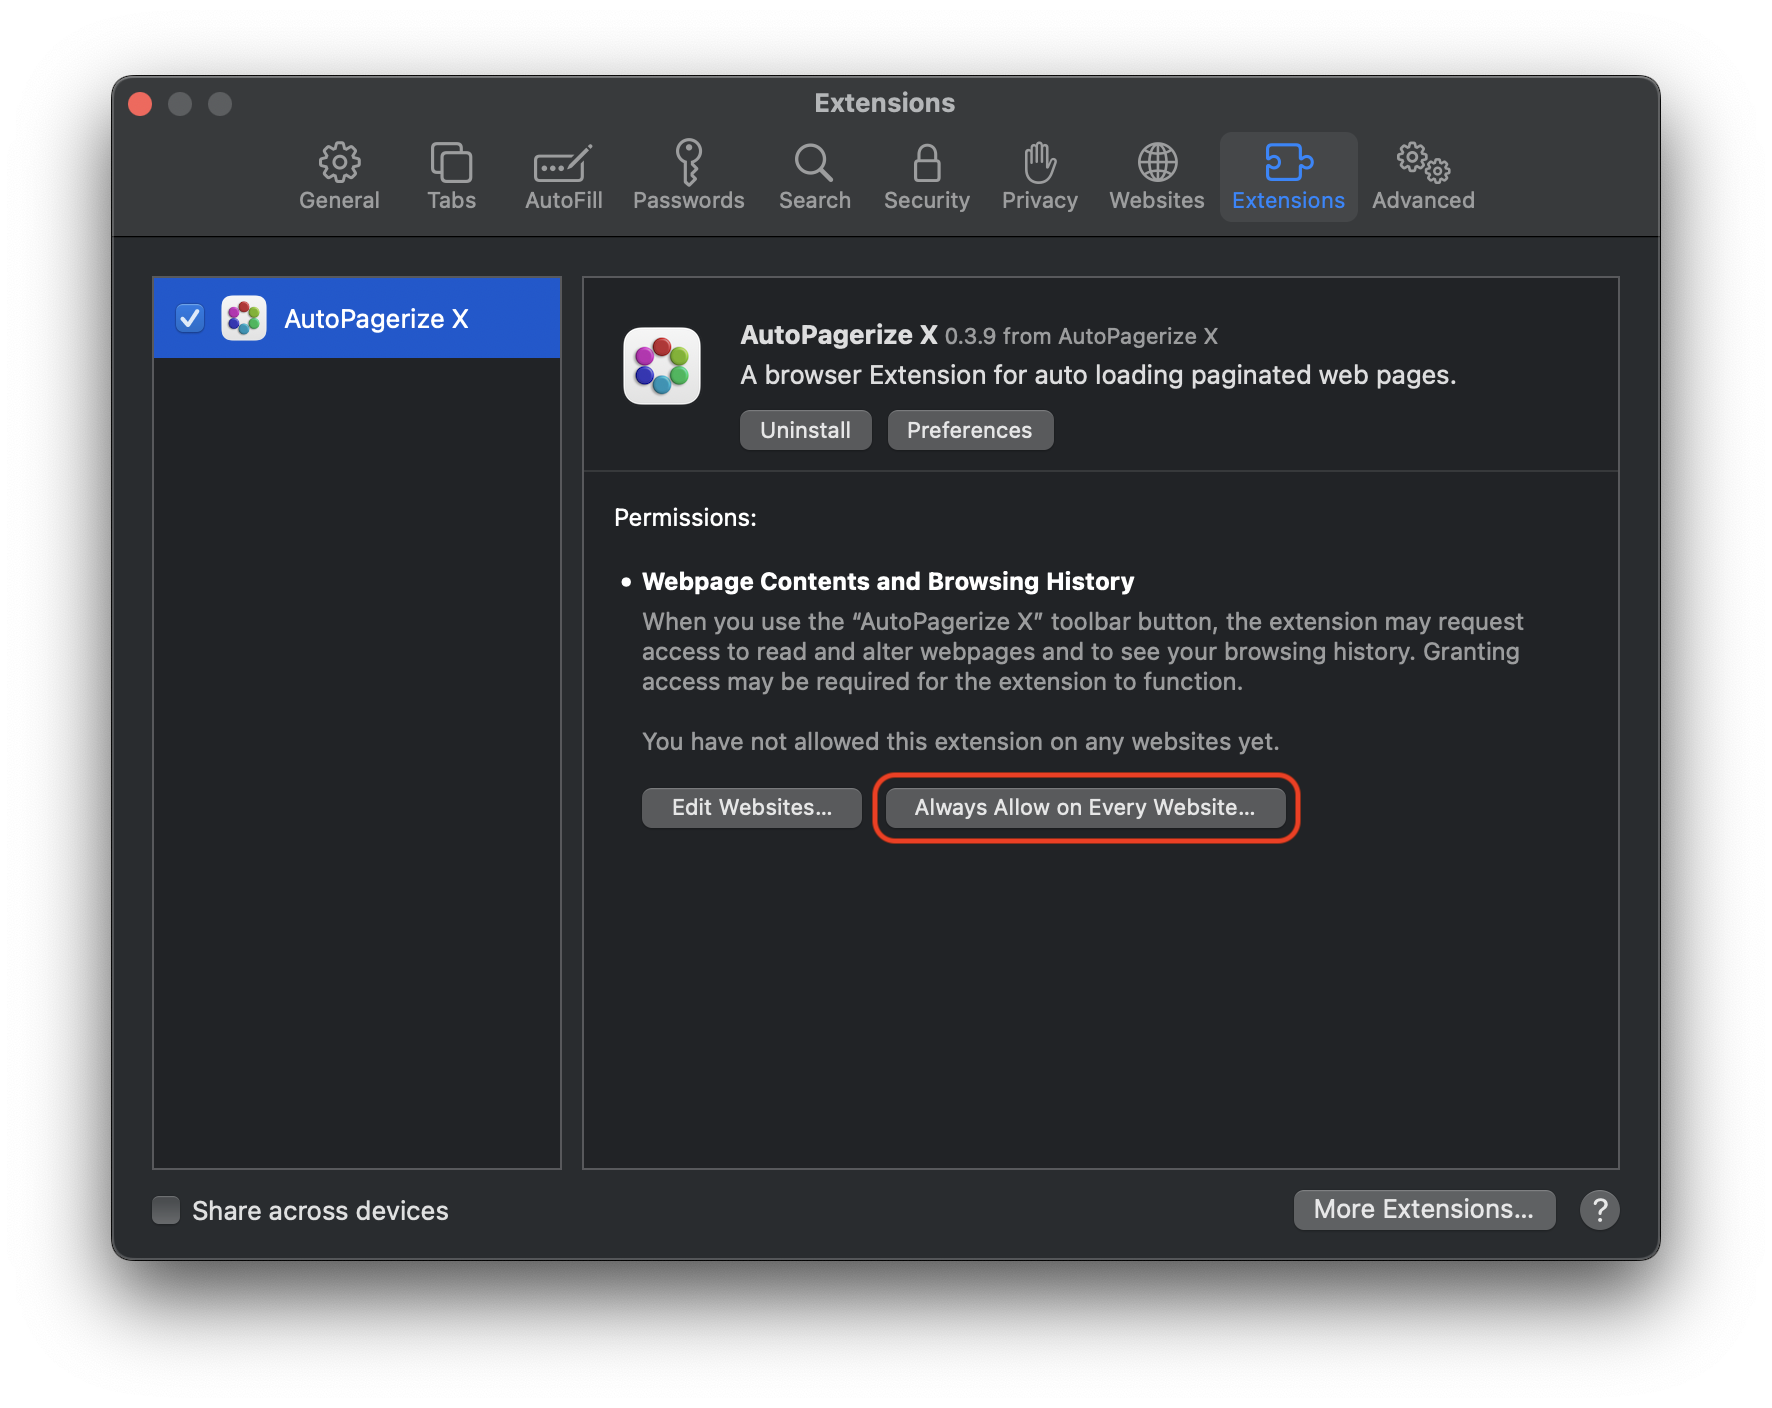 Extensions
General
Tabs
AutoFill
Passwords
Search
Security
Privacy
Websites
Extensions
Advanced
AutoPagerize X
AutoPagerize X 0.3.9 from AutoPagerize X
A browser Extension for auto loading paginated web pages.
Uninstall
Preferences
Permissions:
• Webpage Contents and Browsing History
When you use the “AutoPagerize X” toolbar button, the extension may request
access to read and alter webpages and to see your browsing history. Granting
access may be required for the extension to function.
You have not allowed this extension on any websites yet.
Edit Websites...
Always Allow on Every Website...
Share across devices
More Extensions...
?